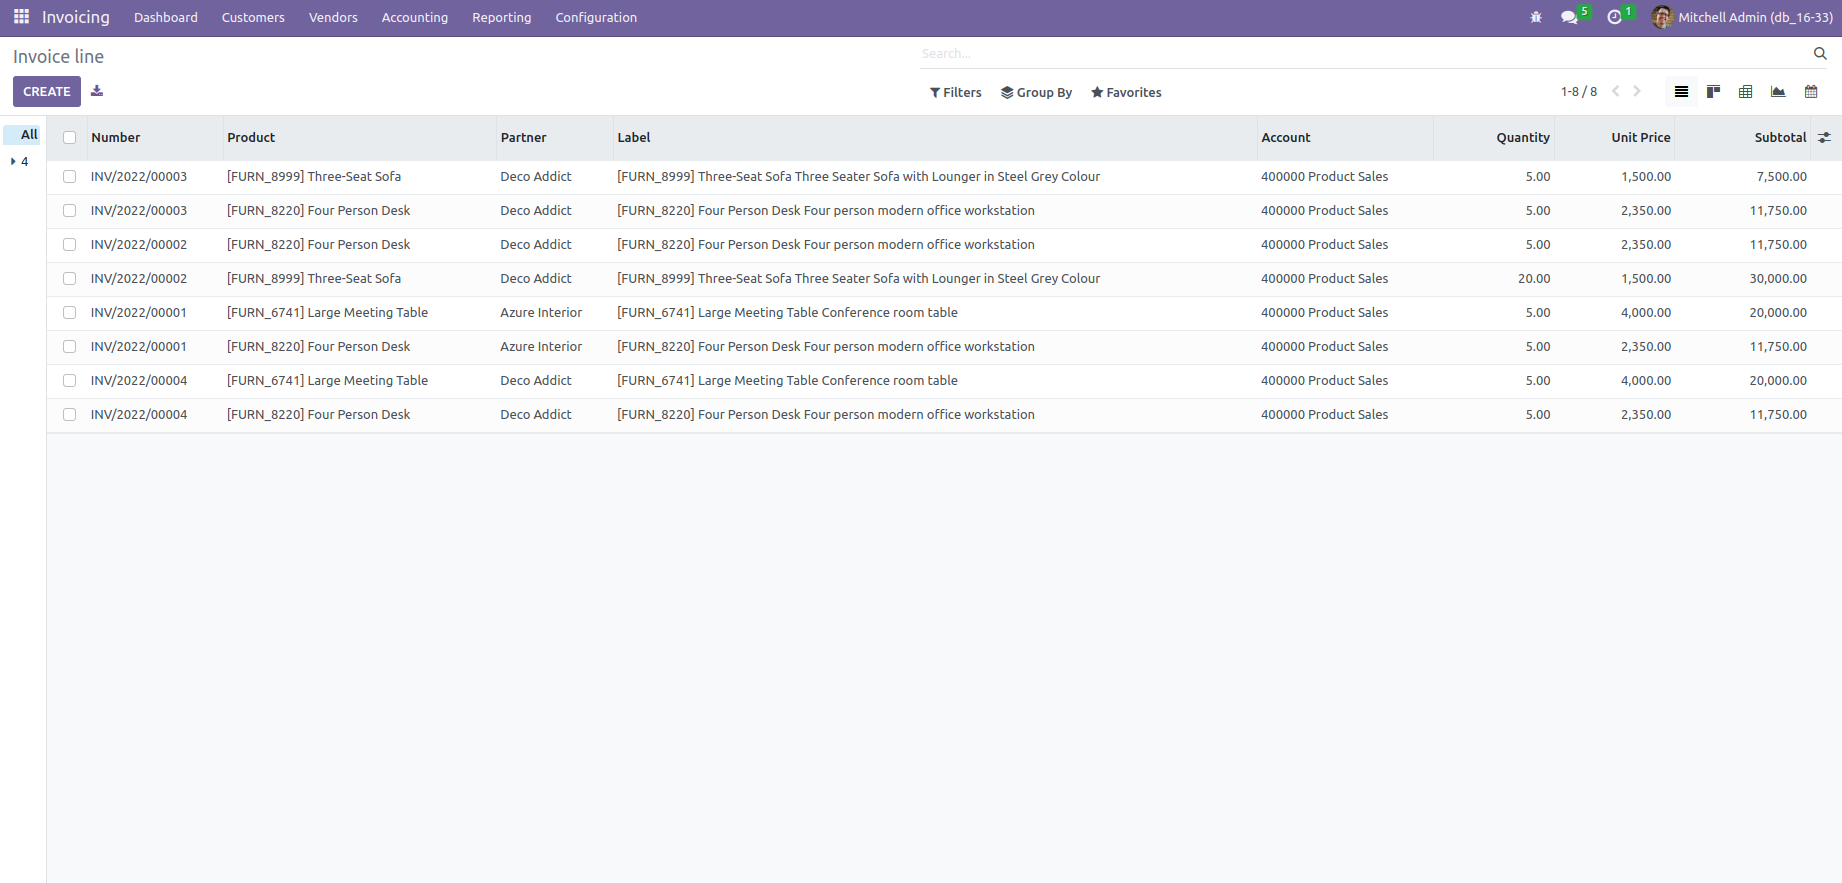 Invoicing Dashboard Customers Vendors Accounting Reporting Configuration 5 1 Mitchell Admin (db_16-33)
Invoice line Search...
CREATE Filters Group By Favorites 1-8 / 8
All Number Product Partner Label Account Quantity Unit Price Subtotal
4
INV/2022/00003 [FURN_8999] Three-Seat Sofa Deco Addict [FURN_8999] Three-Seat Sofa Three Seater Sofa with Lounger in Steel Grey Colour 400000 Product Sales 5.00 1,500.00 7,500.00
INV/2022/00003 [FURN_8220] Four Person Desk Deco Addict [FURN_8220] Four Person Desk Four person modern office workstation 400000 Product Sales 5.00 2,350.00 11,750.00
INV/2022/00002 [FURN_8220] Four Person Desk Deco Addict [FURN_8220] Four Person Desk Four person modern office workstation 400000 Product Sales 5.00 2,350.00 11,750.00
INV/2022/00002 [FURN_8999] Three-Seat Sofa Deco Addict [FURN_8999] Three-Seat Sofa Three Seater Sofa with Lounger in Steel Grey Colour 400000 Product Sales 20.00 1,500.00 30,000.00
INV/2022/00001 [FURN_6741] Large Meeting Table Azure Interior [FURN_6741] Large Meeting Table Conference room table 400000 Product Sales 5.00 4,000.00 20,000.00
INV/2022/00001 [FURN_8220] Four Person Desk Azure Interior [FURN_8220] Four Person Desk Four person modern office workstation 400000 Product Sales 5.00 2,350.00 11,750.00
INV/2022/00004 [FURN_6741] Large Meeting Table Deco Addict [FURN_6741] Large Meeting Table Conference room table 400000 Product Sales 5.00 4,000.00 20,000.00
INV/2022/00004 [FURN_8220] Four Person Desk Deco Addict [FURN_8220] Four Person Desk Four person modern office workstation 400000 Product Sales 5.00 2,350.00 11,750.00